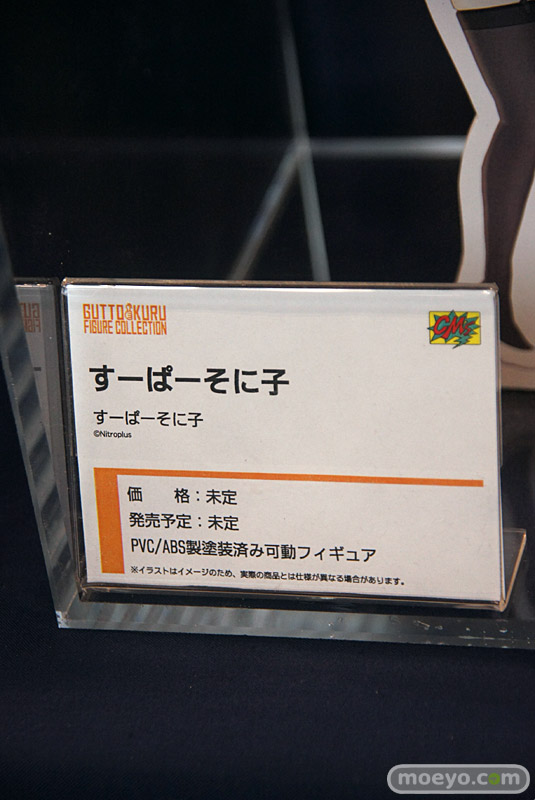 GUTTO KURU
FIGURE COLLECTION
CM's
すーぱーそに子
すーぱーそに子
©Nitroplus
価　　格：未定
発売予定：未定
PVC/ABS製塗装済み可動フィギュア
※イラストはイメージのため、実際の商品とは仕様が異なる場合があります。
moeyo.com